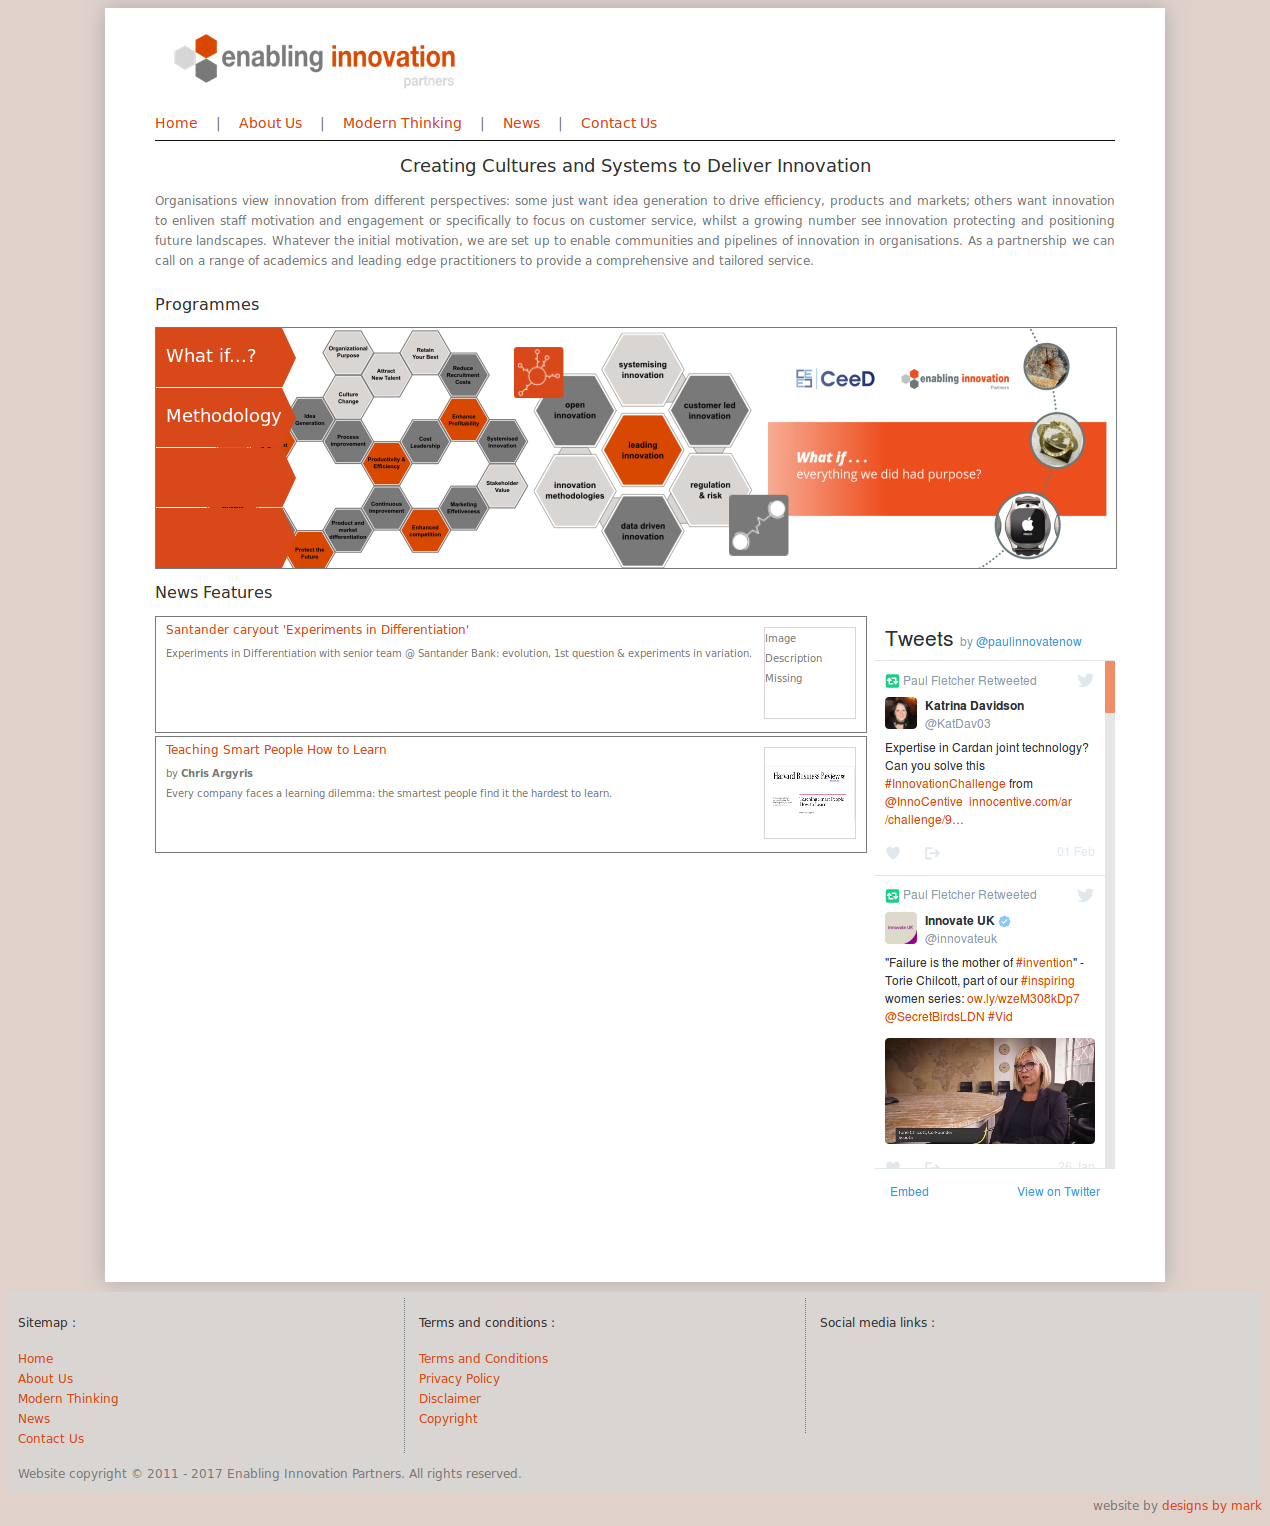 enabling innovation
partners
Home | About Us | Modern Thinking | News | Contact Us
Creating Cultures and Systems to Deliver Innovation
Organisations view innovation from different perspectives: some just want idea generation to drive efficiency, products and markets; others want innovation
to enliven staff motivation and engagement or specifically to focus on customer service, whilst a growing number see innovation protecting and positioning
future landscapes. Whatever the initial motivation, we are set up to enable communities and pipelines of innovation in organisations. As a partnership we can
call on a range of academics and leading edge practitioners to provide a comprehensive and tailored service.
Programmes
What if...?
Methodology
Organizational
Purpose
Retain
Your Best
Attract
New Talent
Reduce
Recruitment
Costs
Culture
Change
Idea
Generation
Enhance
Profitability
Process
improvement
Cost
Leadership
Systemised
Innovation
Productivity &
Efficiency
Stakeholder
Value
Continuous
Improvement
Marketing
Effetiveness
Product and
market
differentiation
Enhanced
competition
Protect the
Future
systemising
innovation
open
innovation
customer led
innovation
leading
innovation
innovation
methodologies
regulation
& risk
data driven
innovation
CeeD
enabling innovation
Partners
What if . . .
everything we did had purpose?
News Features
Santander caryout 'Experiments in Differentiation'
Experiments in Differentiation with senior team @ Santander Bank: evolution, 1st question & experiments in variation.
Image
Description
Missing
Teaching Smart People How to Learn
by Chris Argyris
Every company faces a learning dilemma: the smartest people find it the hardest to learn.
Harvard Business Review
Teaching Smart People
How to Learn
Tweets by @paulinnovatenow
Paul Fletcher Retweeted
Katrina Davidson
@KatDav03
Expertise in Cardan joint technology?
Can you solve this
#InnovationChallenge from
@InnoCentive innocentive.com/ar
/challenge/9…
01 Feb
Paul Fletcher Retweeted
Innovate UK
@innovateuk
innovate UK
"Failure is the mother of #invention" -
Torie Chilcott, part of our #inspiring
women series: ow.ly/wzeM308kDp7
@SecretBirdsLDN #Vid
26 Jan
Embed View on Twitter
Sitemap :
Home
About Us
Modern Thinking
News
Contact Us
Terms and conditions :
Terms and Conditions
Privacy Policy
Disclaimer
Copyright
Social media links :
Website copyright © 2011 - 2017 Enabling Innovation Partners. All rights reserved.
website by designs by mark